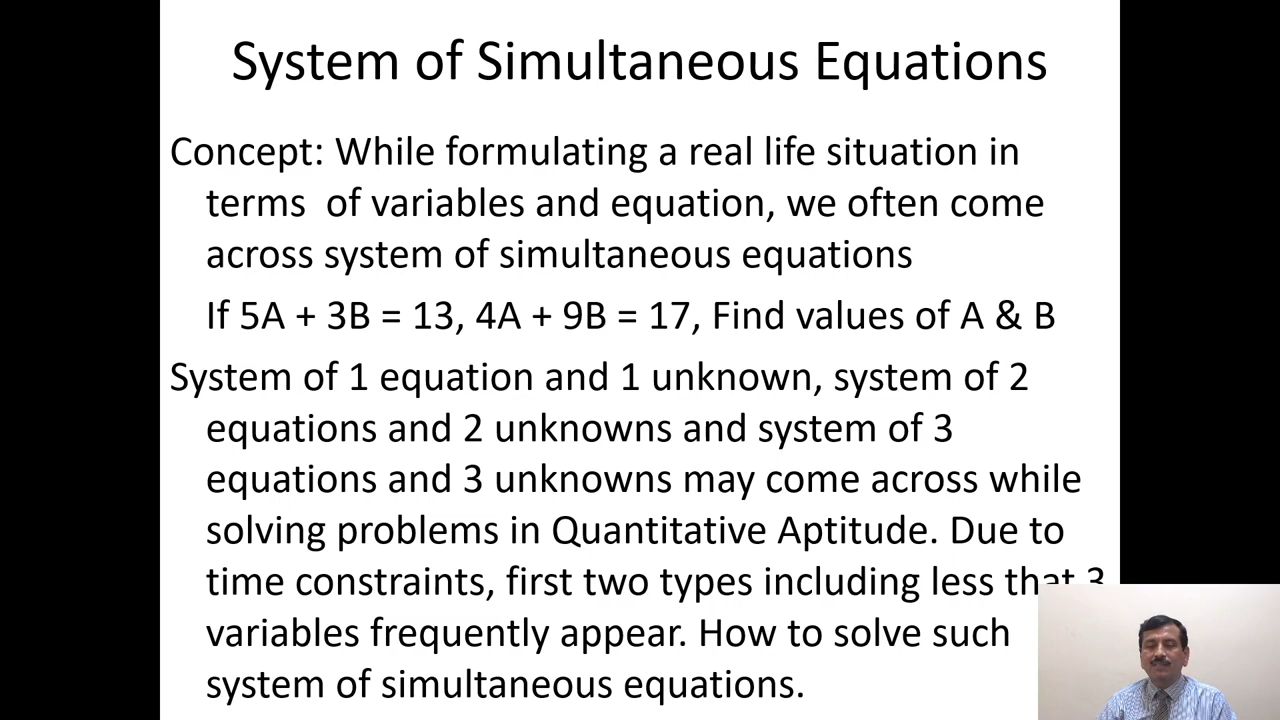 System of Simultaneous Equations
Concept: While formulating a real life situation in
terms of variables and equation, we often come
across system of simultaneous equations
If 5A + 3B = 13, 4A + 9B = 17, Find values of A & B
System of 1 equation and 1 unknown, system of 2
equations and 2 unknowns and system of 3
equations and 3 unknowns may come across while
solving problems in Quantitative Aptitude. Due to
time constraints, first two types including less that 3
variables frequently appear. How to solve such
system of simultaneous equations.